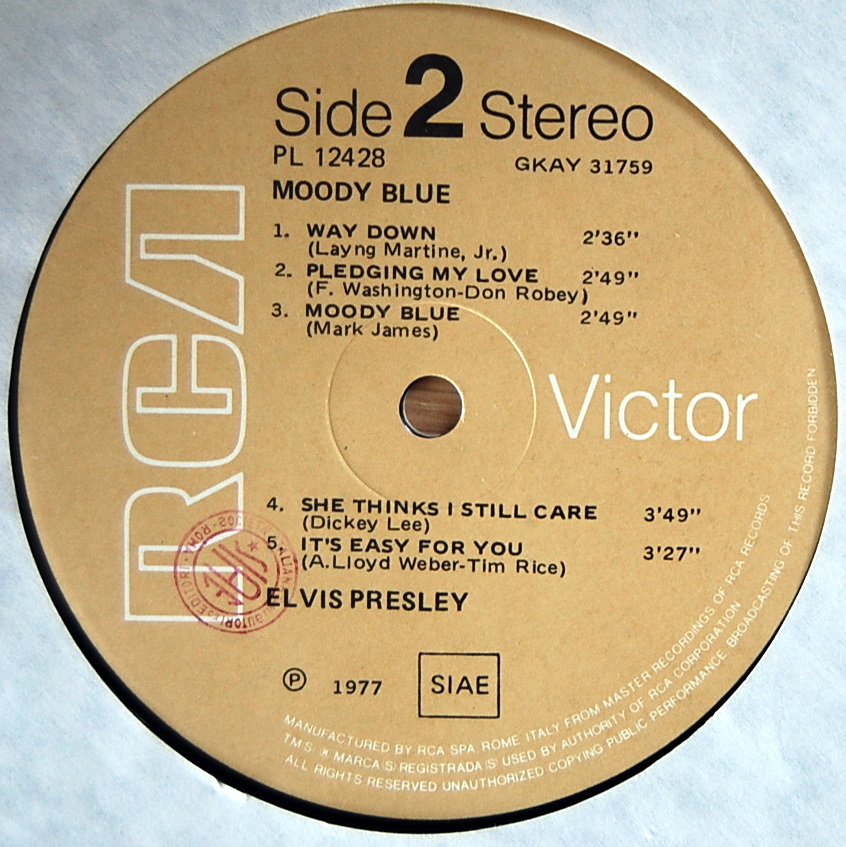 Side 2 Stereo
PL 12428 GKAY 31759
MOODY BLUE
1. WAY DOWN 2'36"
(Layng Martine, Jr.)
2. PLEDGING MY LOVE 2'49"
(F. Washington-Don Robey)
3. MOODY BLUE 2'49"
(Mark James)
RCA
Victor
4. SHE THINKS I STILL CARE 3'49"
(Dickey Lee)
5. IT'S EASY FOR YOU 3'27"
(A.Lloyd Weber-Tim Rice)
ELVIS PRESLEY
Ⓟ 1977 SIAE
MANUFACTURED BY RCA SPA ROME ITALY FROM MASTER RECORDINGS OF RCA RECORDS
TMS ® MARCA(S) REGISTRADA(S) USED BY AUTHORITY OF RCA CORPORATION
ALL RIGHTS RESERVED UNAUTHORIZED COPYING PUBLIC PERFORMANCE BROADCASTING OF THIS RECORD FORBIDDEN